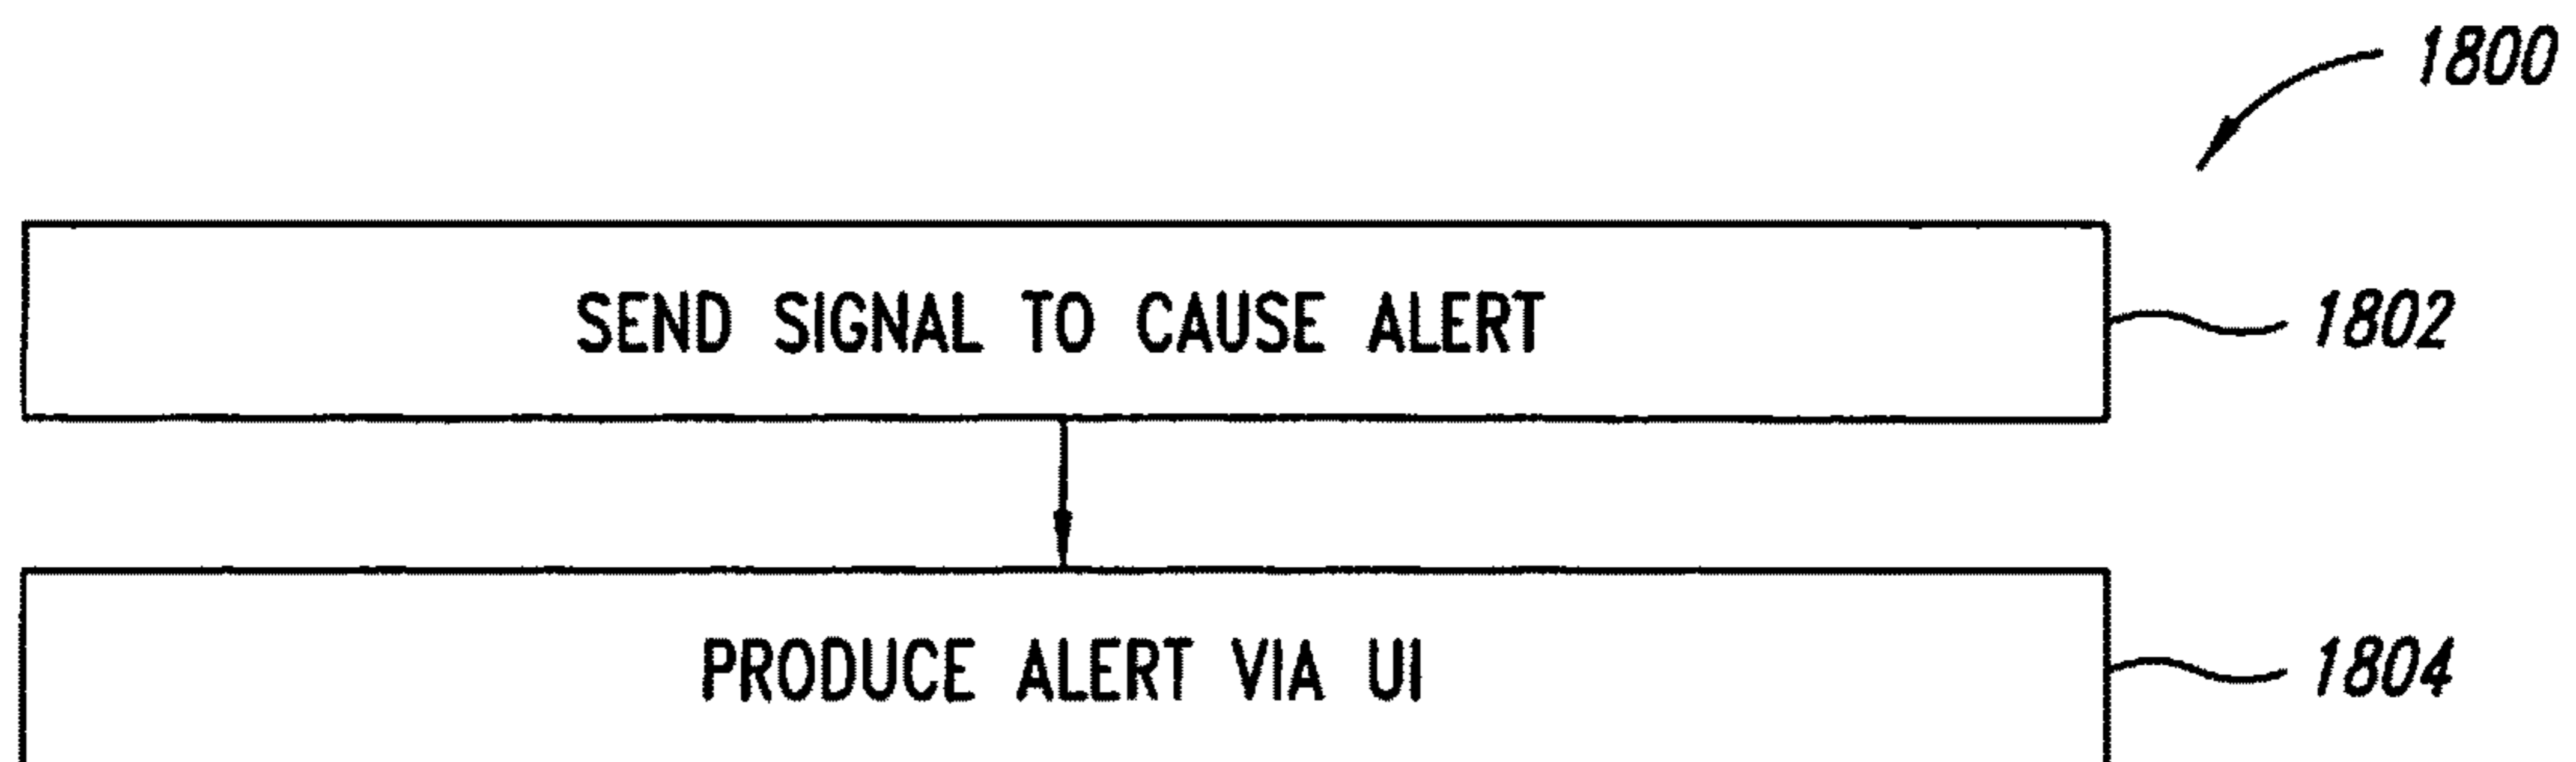 1800
SEND SIGNAL TO CAUSE ALERT
1802
PRODUCE ALERT VIA UI
1804